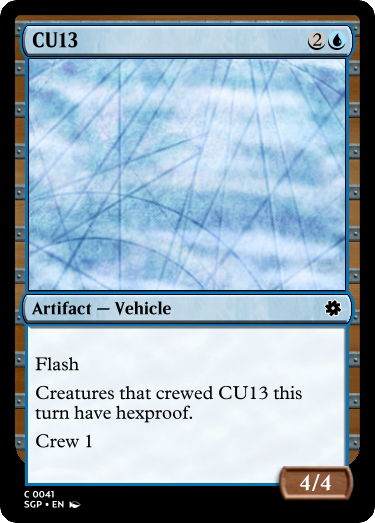 CU13 2
Artifact — Vehicle
Flash
Creatures that crewed CU13 this
turn have hexproof.
Crew 1
4/4
C 0041
SGP • EN